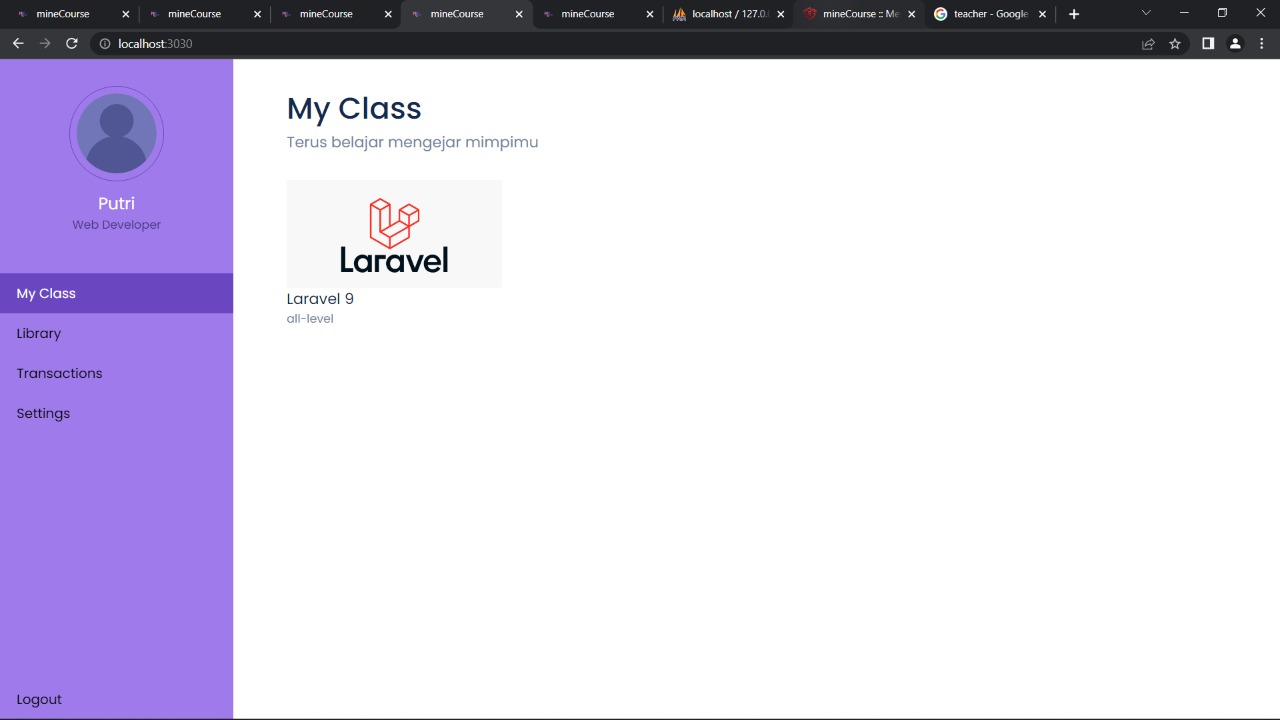 mineCourse
mineCourse
mineCourse
mineCourse
mineCourse
localhost / 127.0.
mineCourse :: Me
teacher - Google
localhost:3030
Putri
Web Developer
My Class
Library
Transactions
Settings
Logout
My Class
Terus belajar mengejar mimpimu
Laravel
Laravel 9
all-level